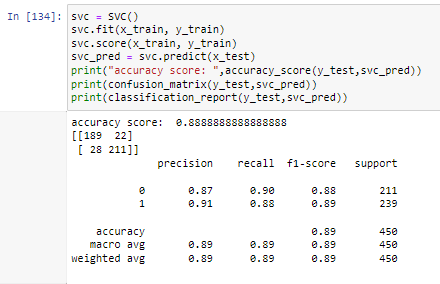 In [134]: svc = SVC()
svc.fit(x_train, y_train)
svc.score(x_train, y_train)
svc_pred = svc.predict(x_test)
print("accuracy score: ",accuracy_score(y_test,svc_pred))
print(confusion_matrix(y_test,svc_pred))
print(classification_report(y_test,svc_pred))
accuracy score:  0.8888888888888888
[[189  22]
 [ 28 211]]
precision recall f1-score support
0 0.87 0.90 0.88 211
1 0.91 0.88 0.89 239
accuracy 0.89 450
macro avg 0.89 0.89 0.89 450
weighted avg 0.89 0.89 0.89 450